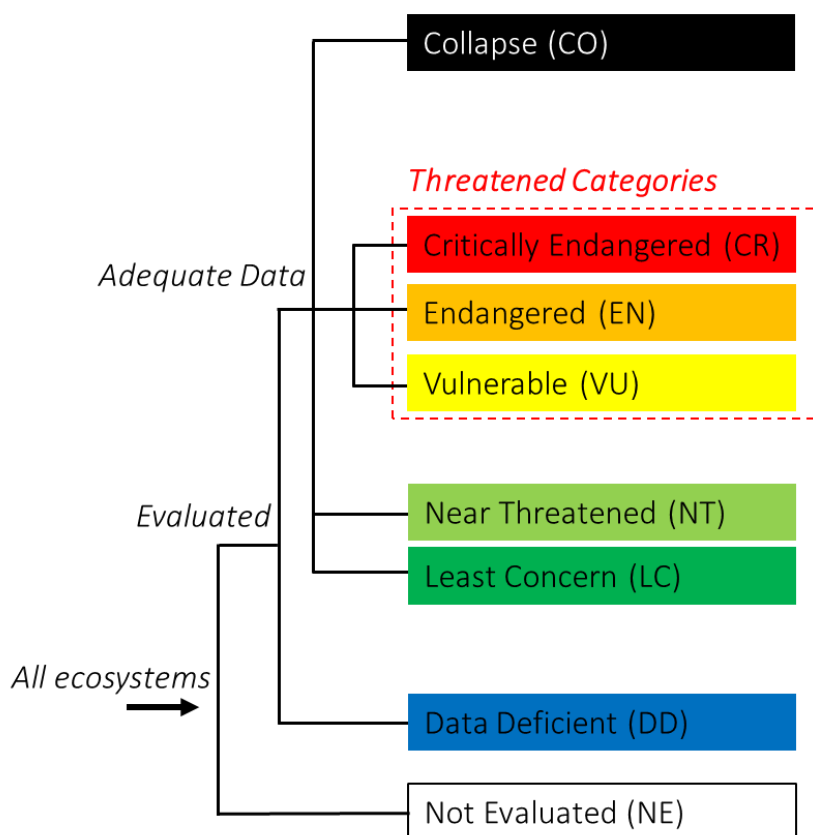 Collapse (CO)
Threatened Categories
Critically Endangered (CR)
Adequate Data
Endangered (EN)
Vulnerable (VU)
Evaluated
Near Threatened (NT)
Least Concern (LC)
All ecosystems
Data Deficient (DD)
Not Evaluated (NE)